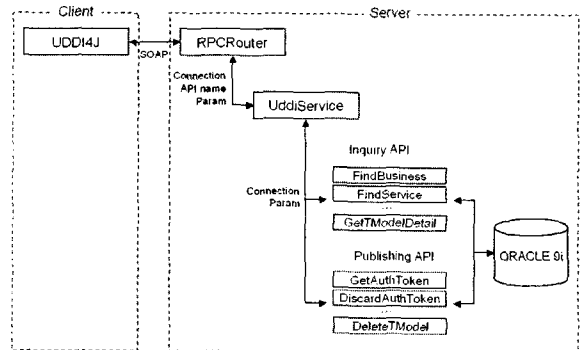 Client
Server
UDDI4J
SOAP
RPCRouter
Connection
API name
Param
UddiService
Inquiry API
FindBusiness
FindService
...
GetTModelDetail
Connection
Param
Publishing API
GetAuthToken
DiscardAuthToken
...
DeleteTModel
ORACLE 9i